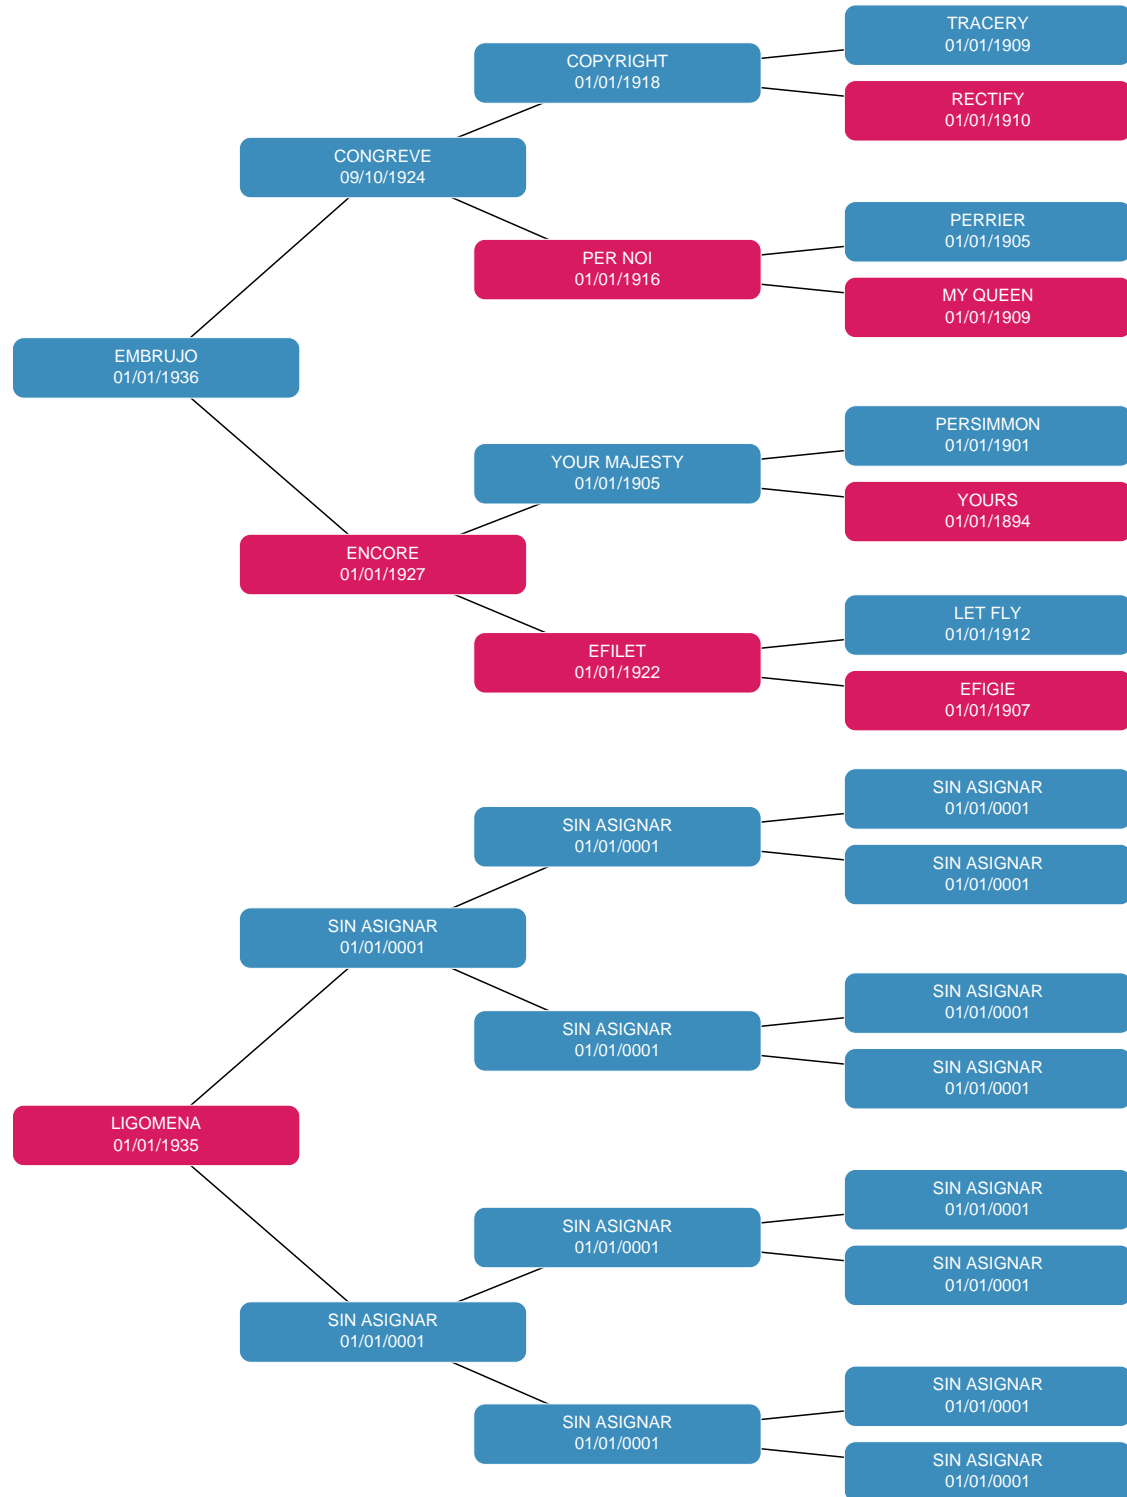 TRACERY
01/01/1909
COPYRIGHT
01/01/1918
RECTIFY
01/01/1910
CONGREVE
09/10/1924
PERRIER
01/01/1905
PER NOI
01/01/1916
MY QUEEN
01/01/1909
EMBRUJO
01/01/1936
PERSIMMON
01/01/1901
YOUR MAJESTY
01/01/1905
YOURS
01/01/1894
ENCORE
01/01/1927
LET FLY
01/01/1912
EFILET
01/01/1922
EFIGIE
01/01/1907
SIN ASIGNAR
01/01/0001
SIN ASIGNAR
01/01/0001
SIN ASIGNAR
01/01/0001
SIN ASIGNAR
01/01/0001
SIN ASIGNAR
01/01/0001
SIN ASIGNAR
01/01/0001
SIN ASIGNAR
01/01/0001
LIGOMENA
01/01/1935
SIN ASIGNAR
01/01/0001
SIN ASIGNAR
01/01/0001
SIN ASIGNAR
01/01/0001
SIN ASIGNAR
01/01/0001
SIN ASIGNAR
01/01/0001
SIN ASIGNAR
01/01/0001
SIN ASIGNAR
01/01/0001